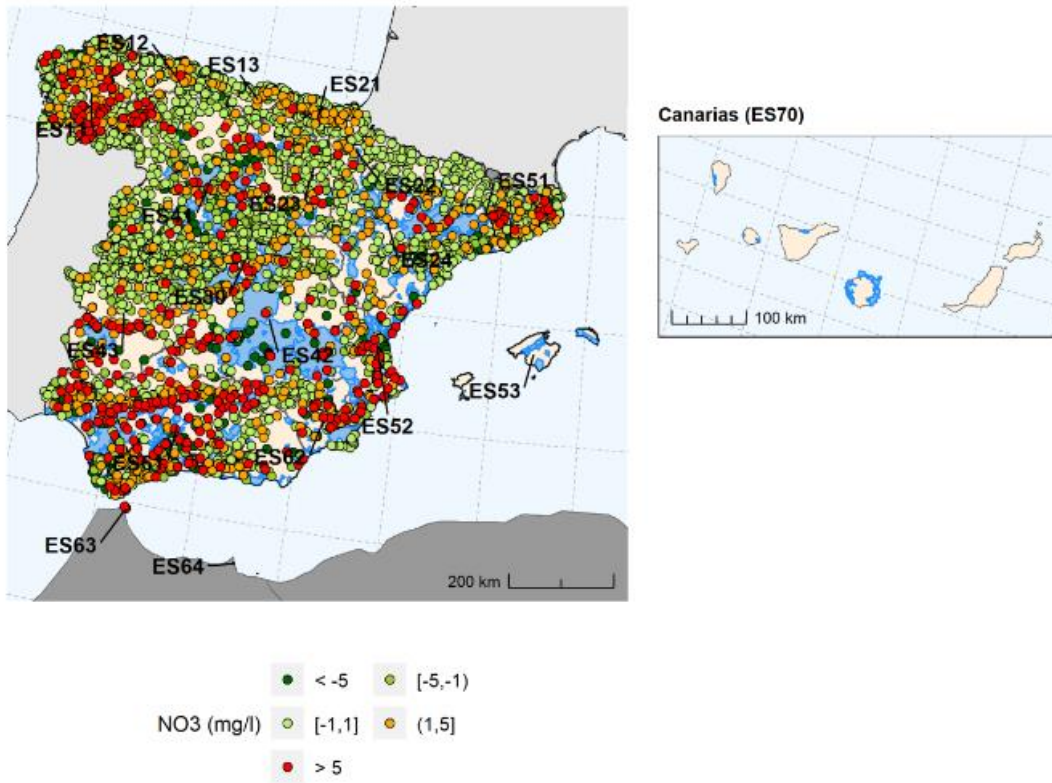 ES12
ES13
ES21
ES11
ES22
ES51
ES41
ES23
ES24
ES30
ES43
ES42
ES53
ES52
ES61
ES62
ES63
ES64
200 km
Canarias (ES70)
100 km
NO3 (mg/l)
< -5
[-5,-1)
[-1,1]
(1,5]
> 5